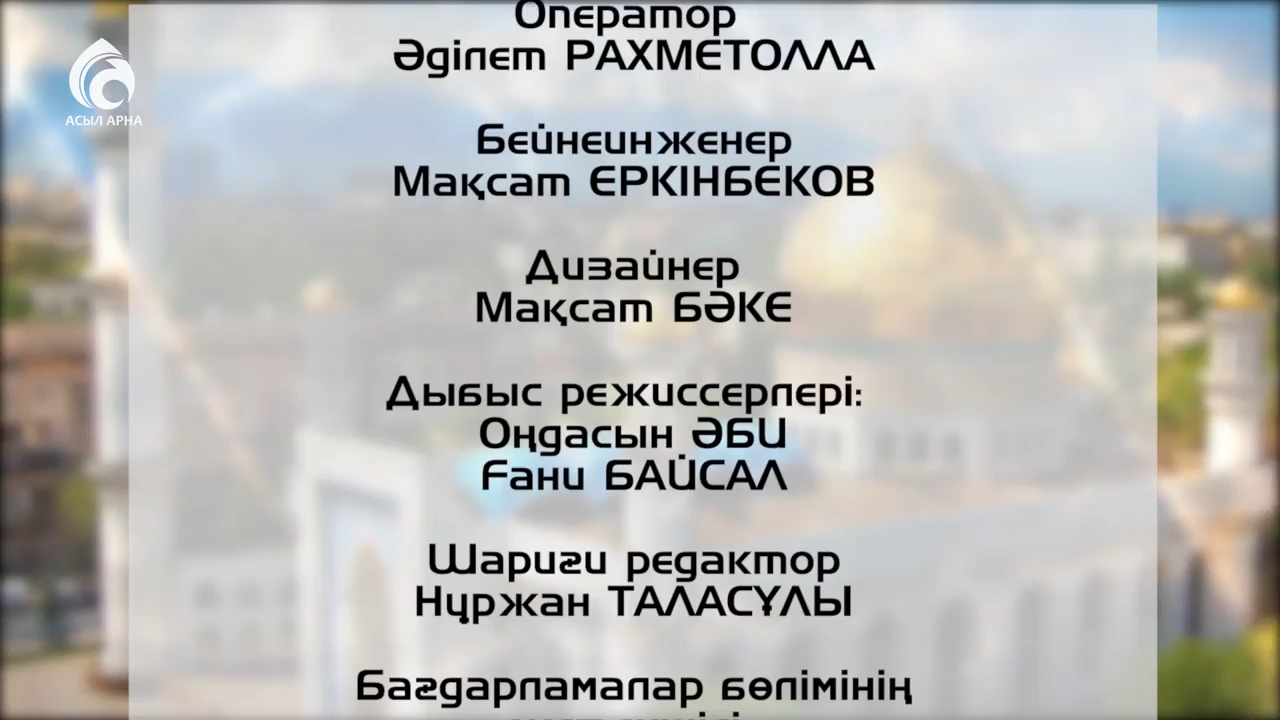 АСЫЛ АРНА
Оператор
Әділет РАХМЕТОЛЛА
Бейнеинженер
Мақсат ЕРКІНБЕКОВ
Дизайнер
Мақсат БӘКЕ
Дыбыс режиссерлері:
Оңдасын ӘБИ
Ғани БАЙСАЛ
Шариғи редактор
Нұржан ТАЛАСҰЛЫ
Бағдарламалар бөлімінің